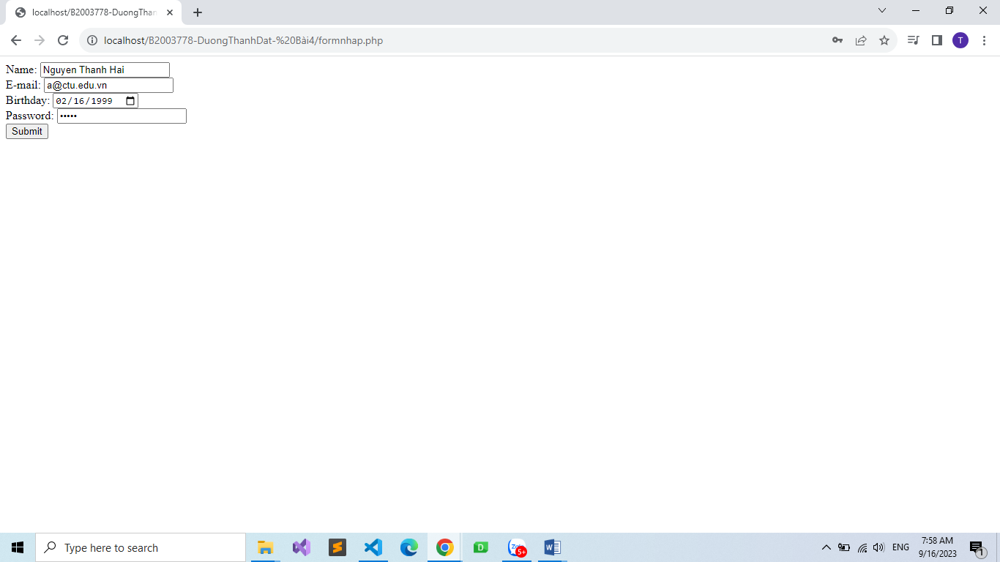 localhost/B2003778-DuongThan
localhost/B2003778-DuongThanhDat-%20Bài4/formnhap.php
T
Name: Nguyen Thanh Hai
E-mail: a@ctu.edu.vn
Birthday: 02/16/1999
Password: •••••
Submit
Type here to search
D
5+
W
ENG
7:58 AM
9/16/2023
1